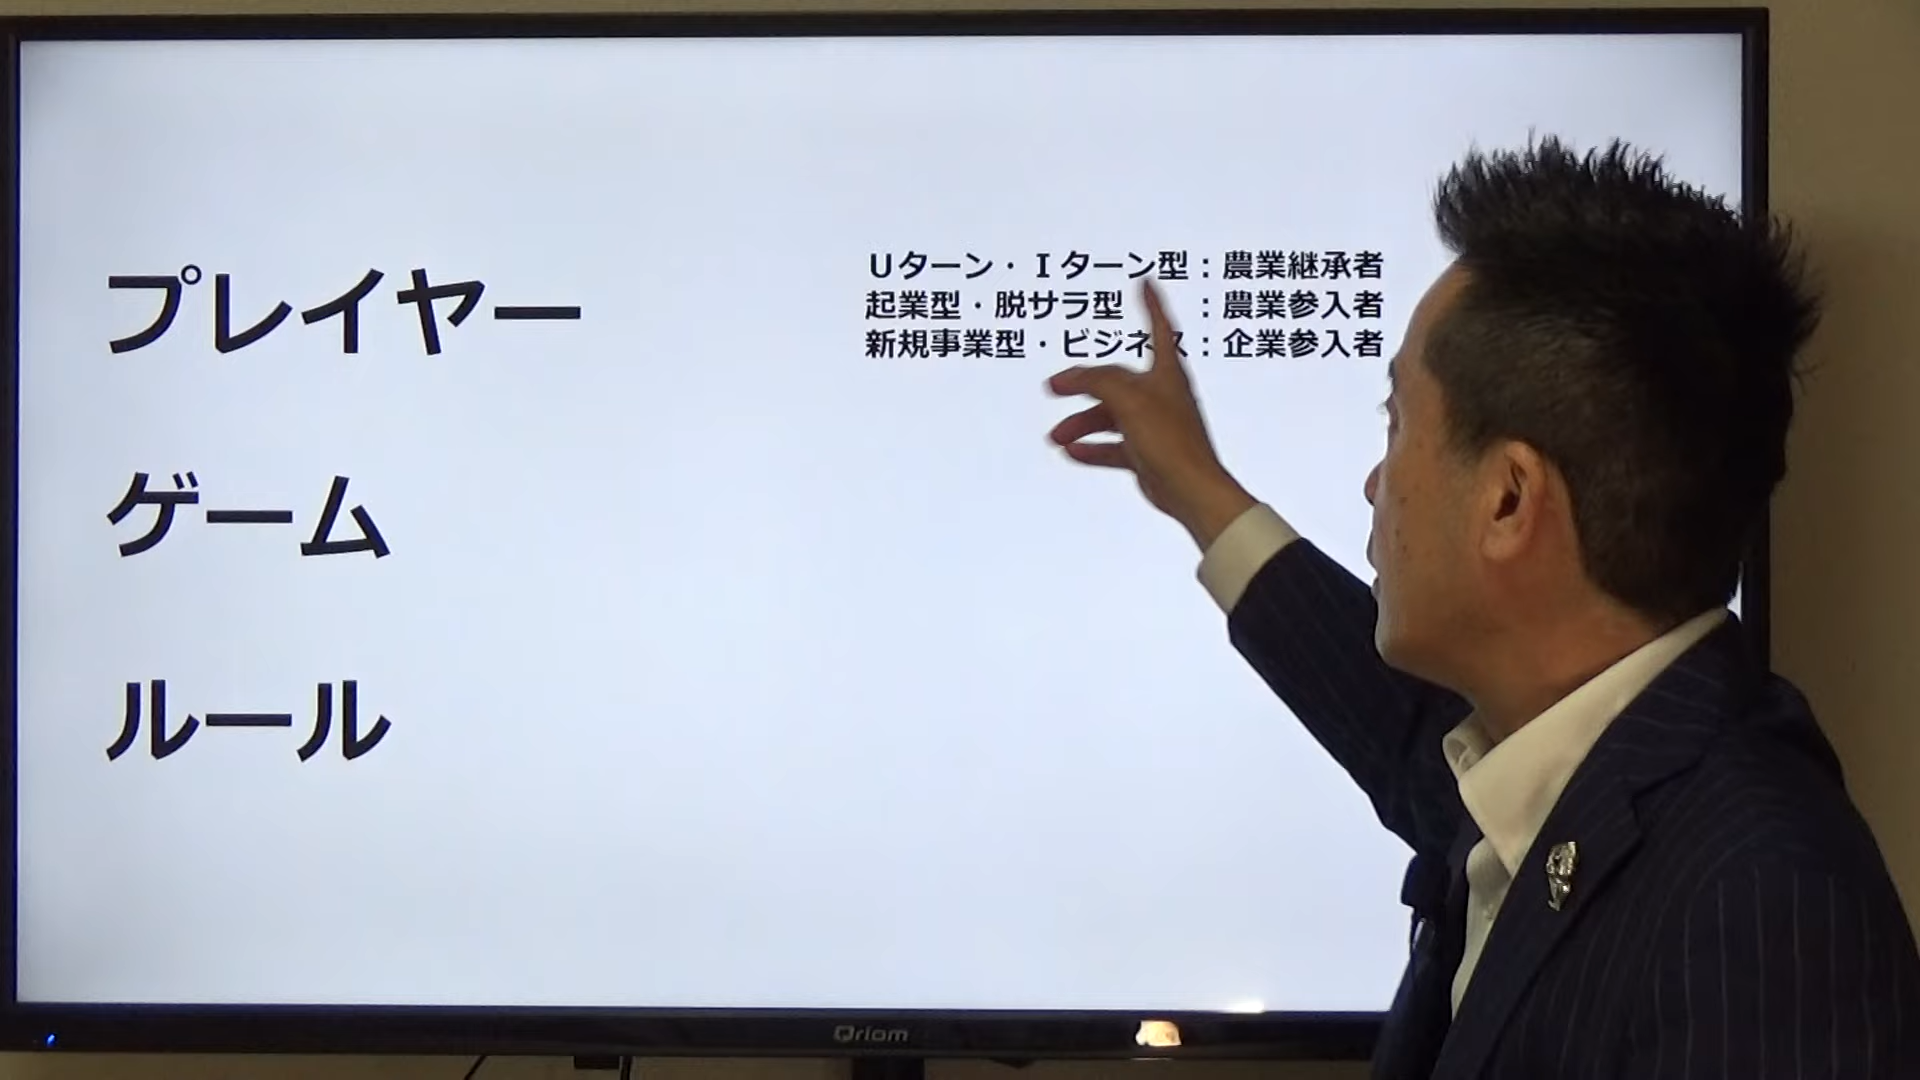 プレイヤー
Uターン・Iターン型：農業継承者
起業型・脱サラ型　　：農業参入者
新規事業型・ビジネス：企業参入者
ゲーム
ルール
Qriom